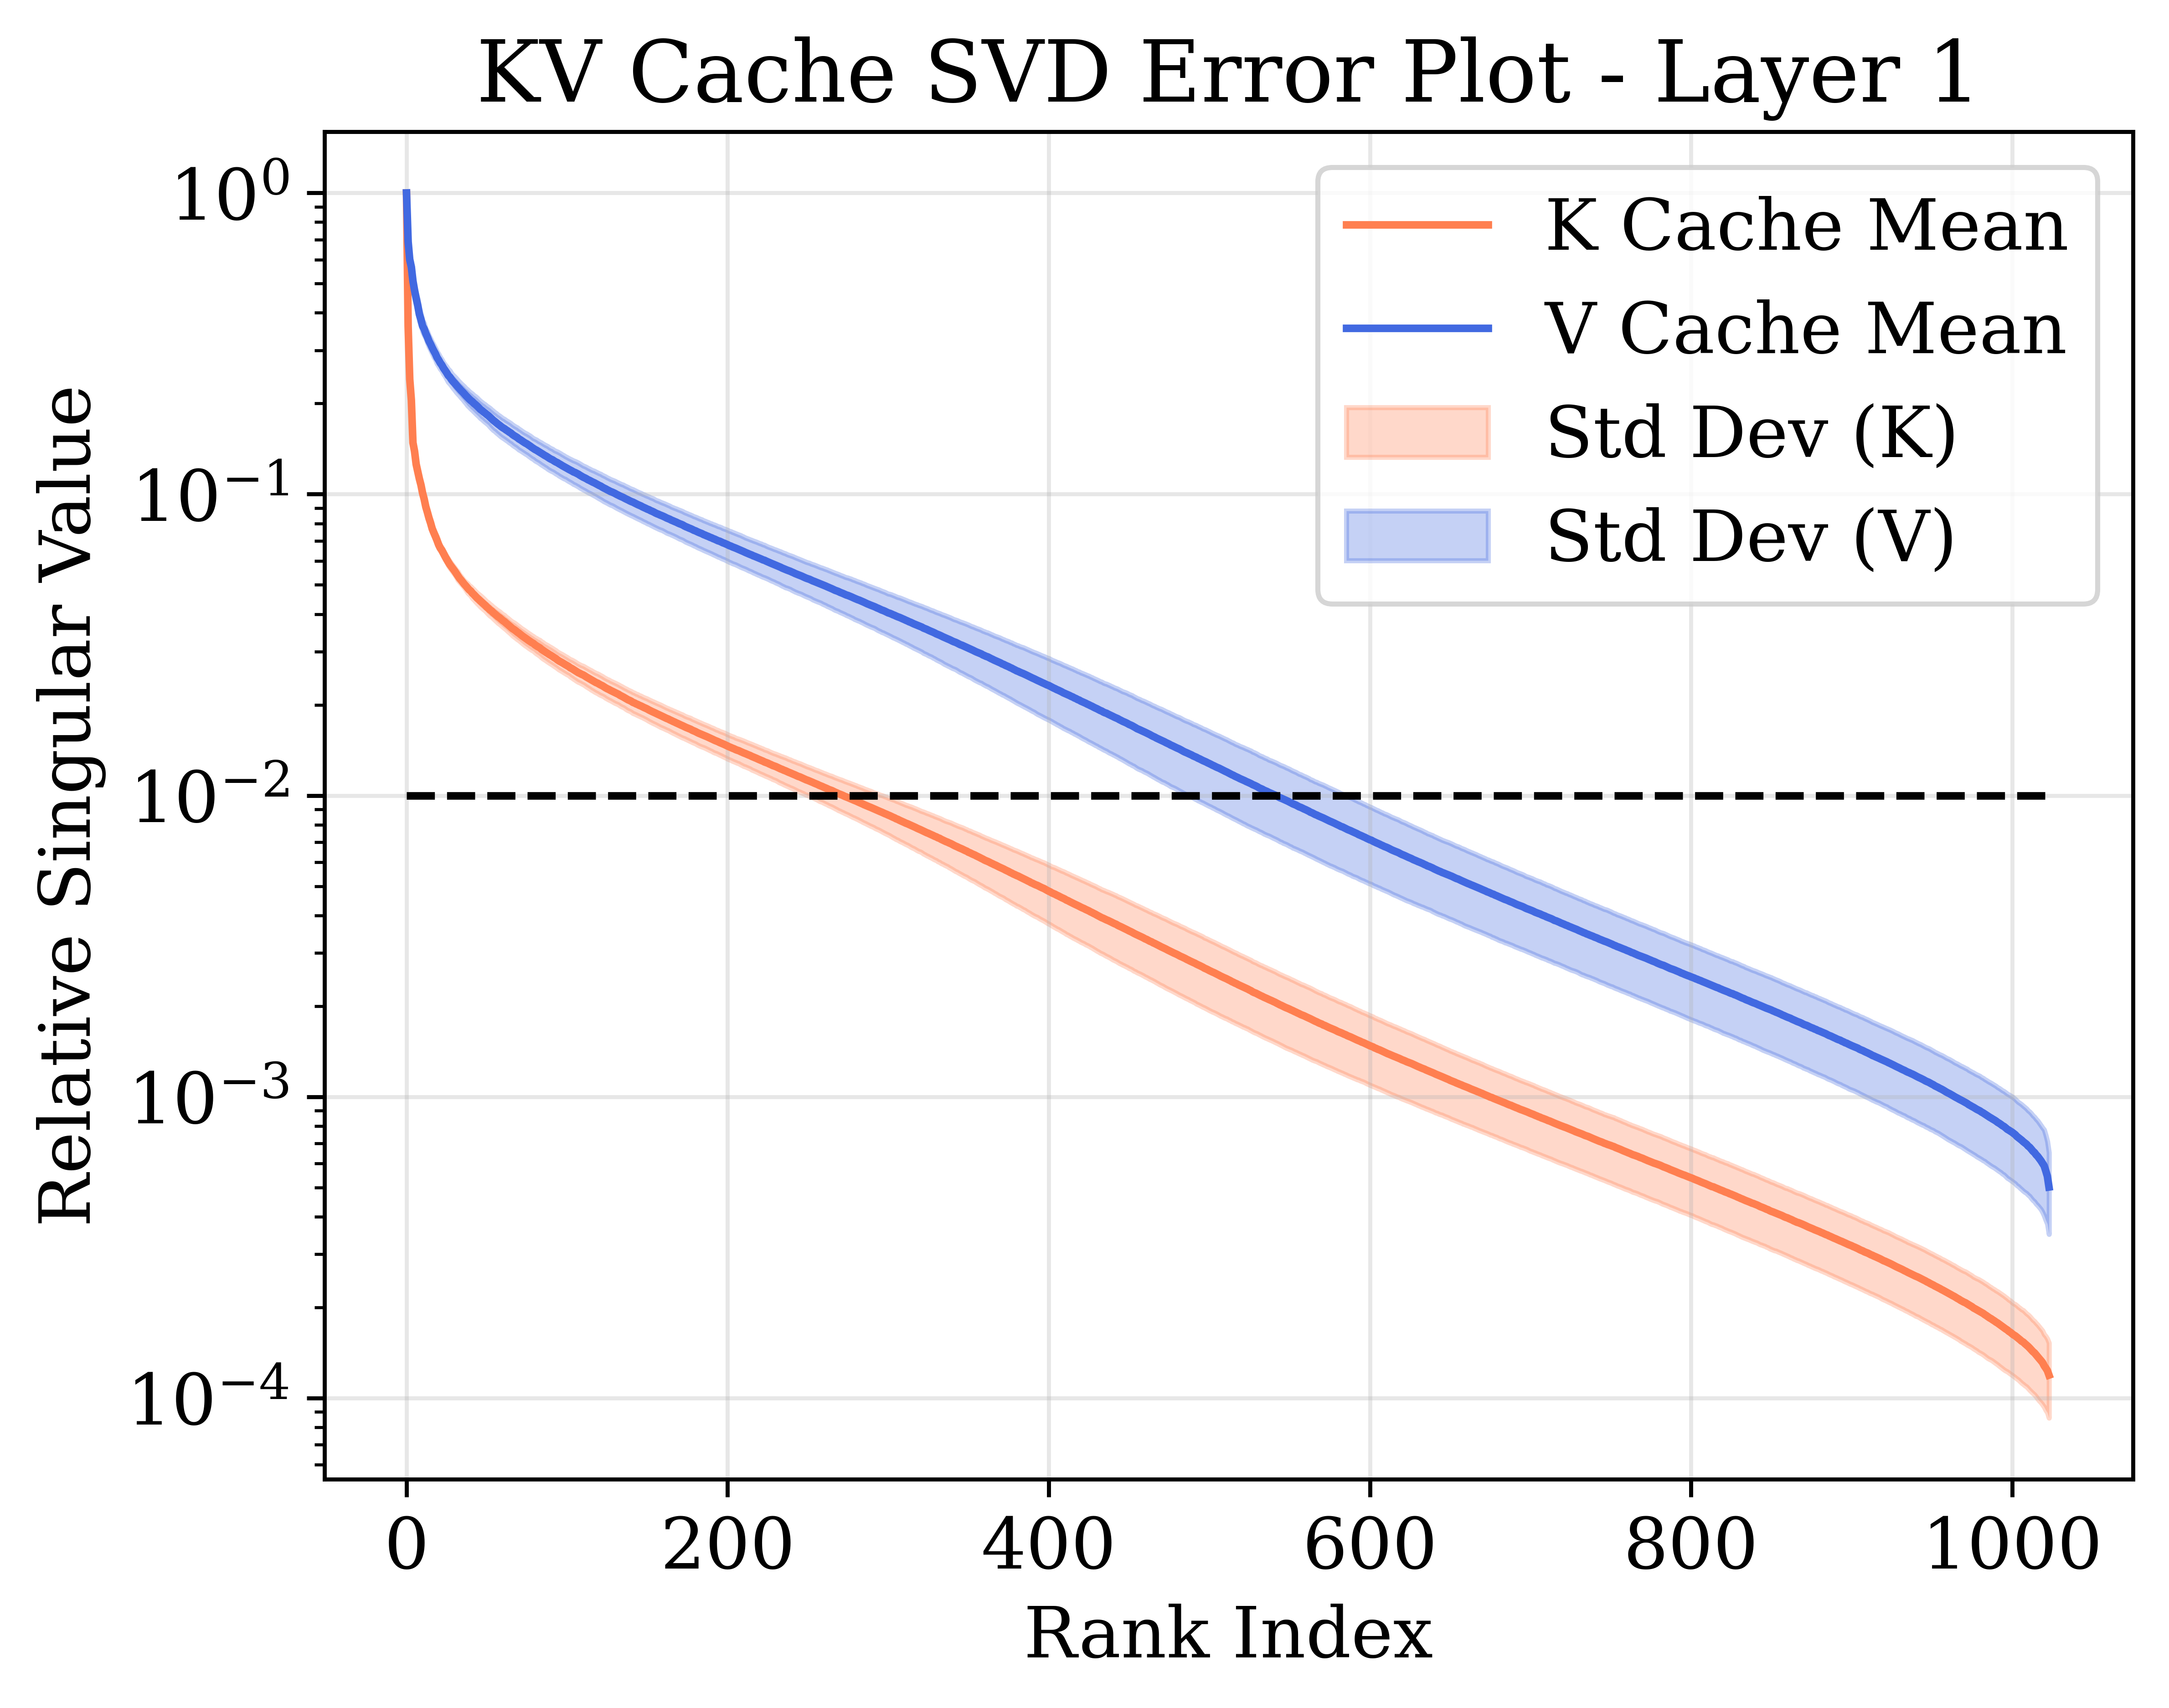 KV Cache SVD Error Plot - Layer 1
Relative Singular Value
10⁰
10⁻¹
10⁻²
10⁻³
10⁻⁴
K Cache Mean
V Cache Mean
Std Dev (K)
Std Dev (V)
0 200 400 600 800 1000
Rank Index